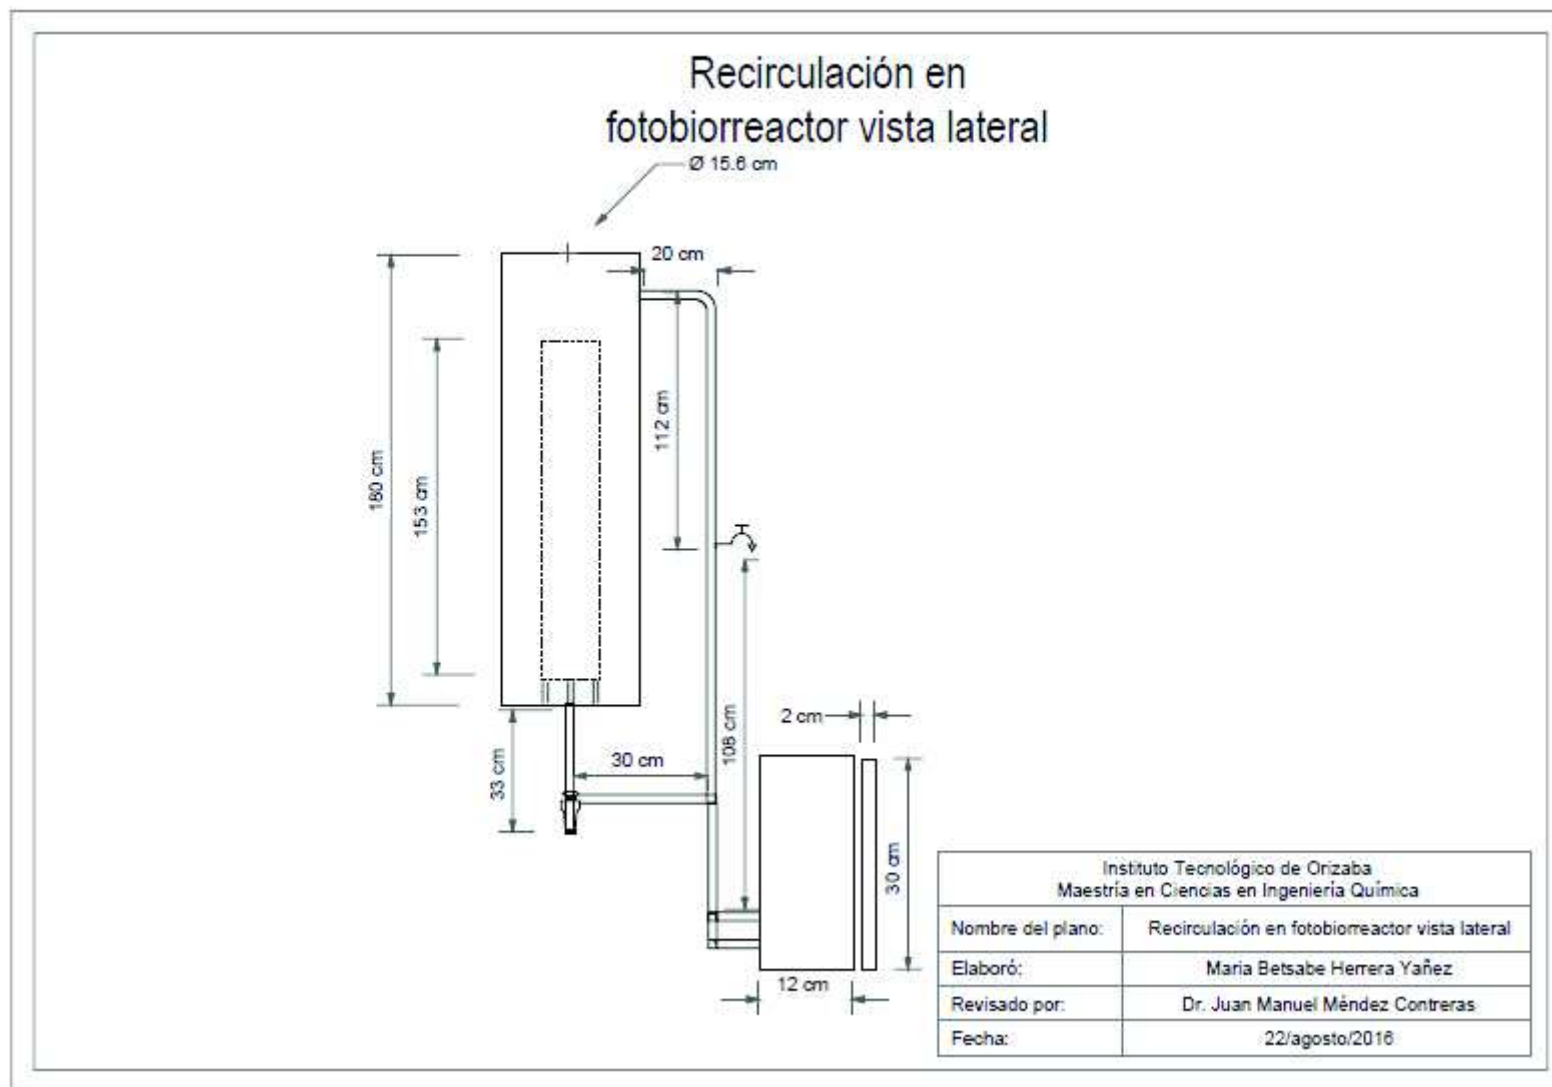 Recirculación en
fotobiorreactor vista lateral
Ø 15.6 cm
20 cm
112 cm
180 cm
153 cm
108 cm
2 cm
33 cm
30 cm
30 cm
12 cm
Instituto Tecnológico de Orizaba
Maestría en Ciencias en Ingeniería Química
Nombre del plano: Recirculación en fotobiorreactor vista lateral
Elaboró: Maria Betsabe Herrera Yañez
Revisado por: Dr. Juan Manuel Méndez Contreras
Fecha: 22/agosto/2016